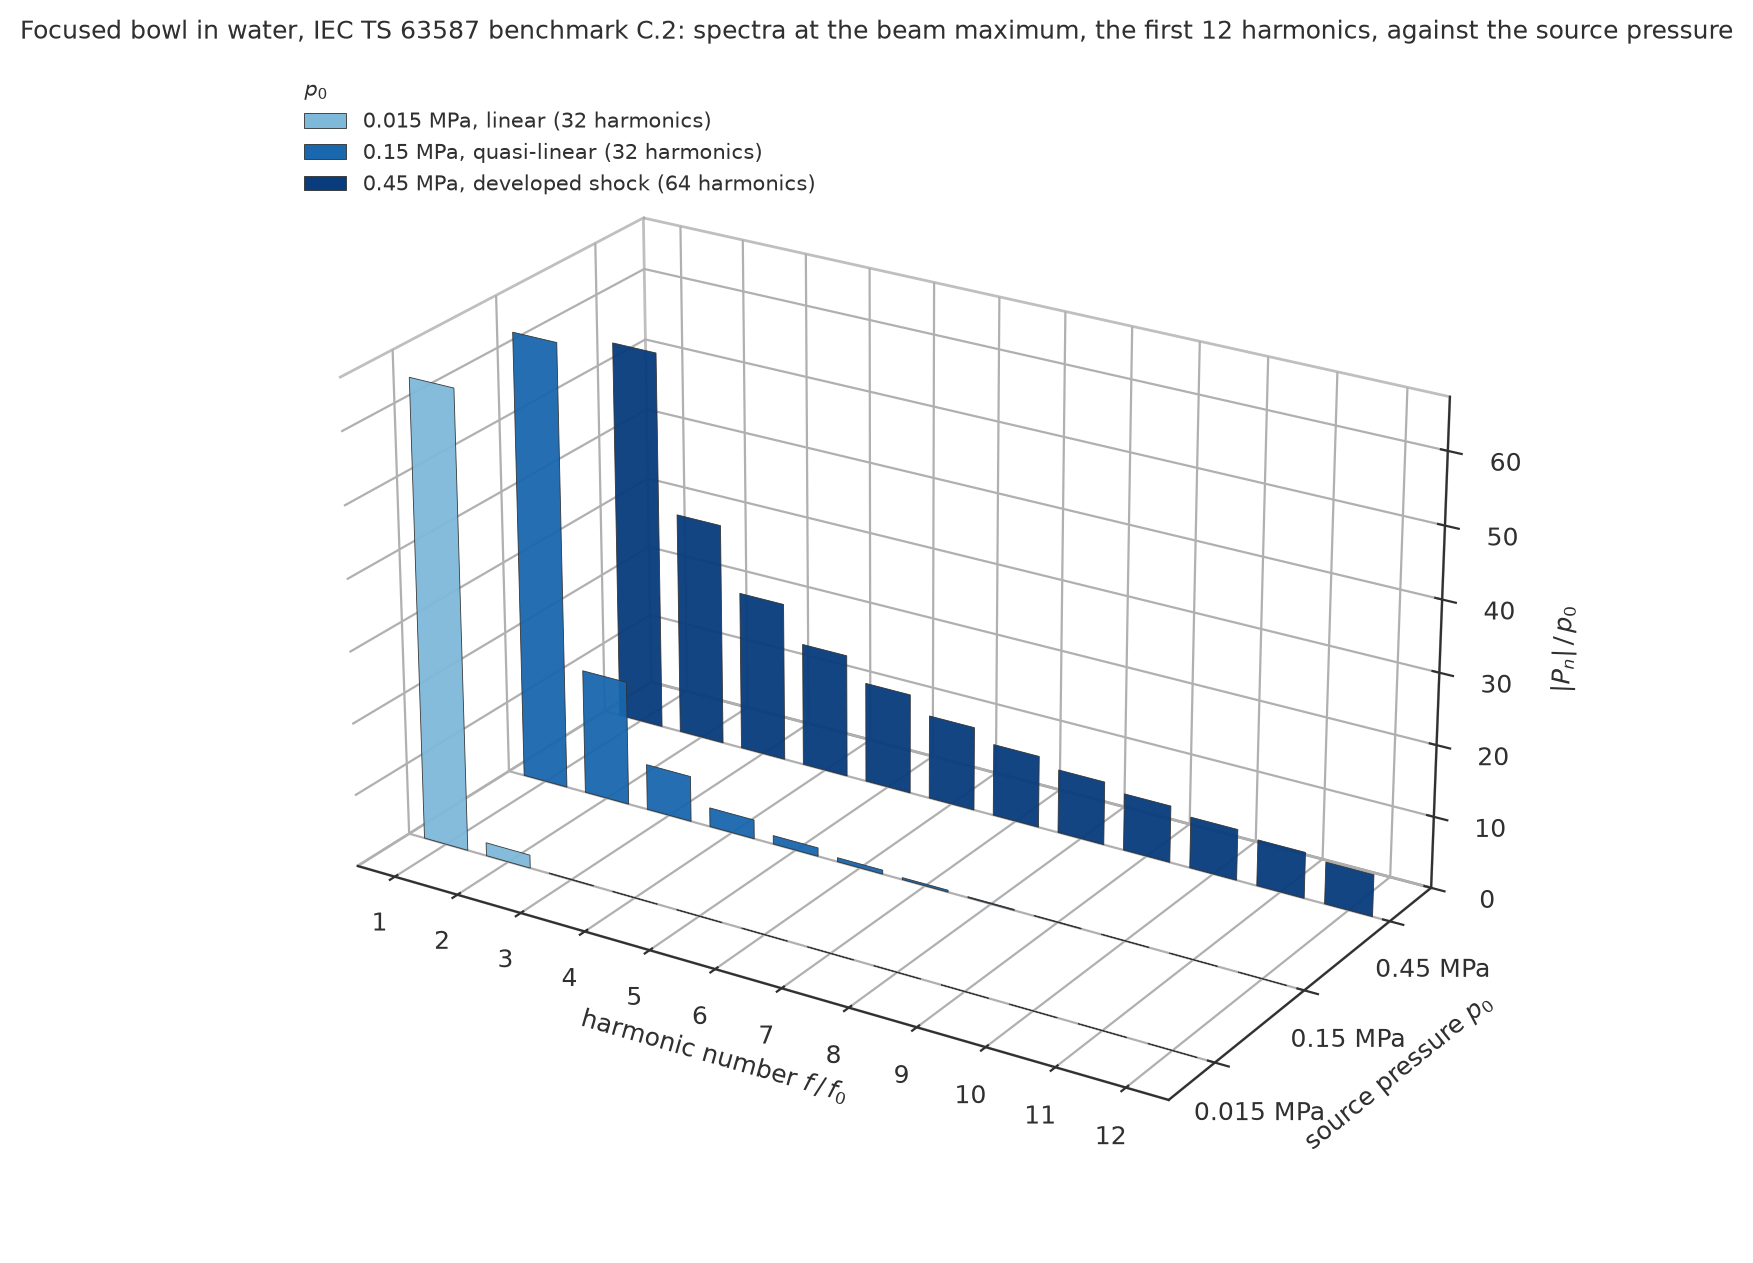 Focused bowl in water, IEC TS 63587 benchmark C.2: spectra at the beam maximum, the first 12 harmonics, against the source pressure
p₀
0.015 MPa, linear (32 harmonics)
0.15 MPa, quasi-linear (32 harmonics)
0.45 MPa, developed shock (64 harmonics)
60
50
40
30
20
10
0
|Pₙ| / p₀
1
2
3
4
5
6
7
8
9
10
11
12
harmonic number f / f₀
0.45 MPa
0.15 MPa
0.015 MPa
source pressure p₀